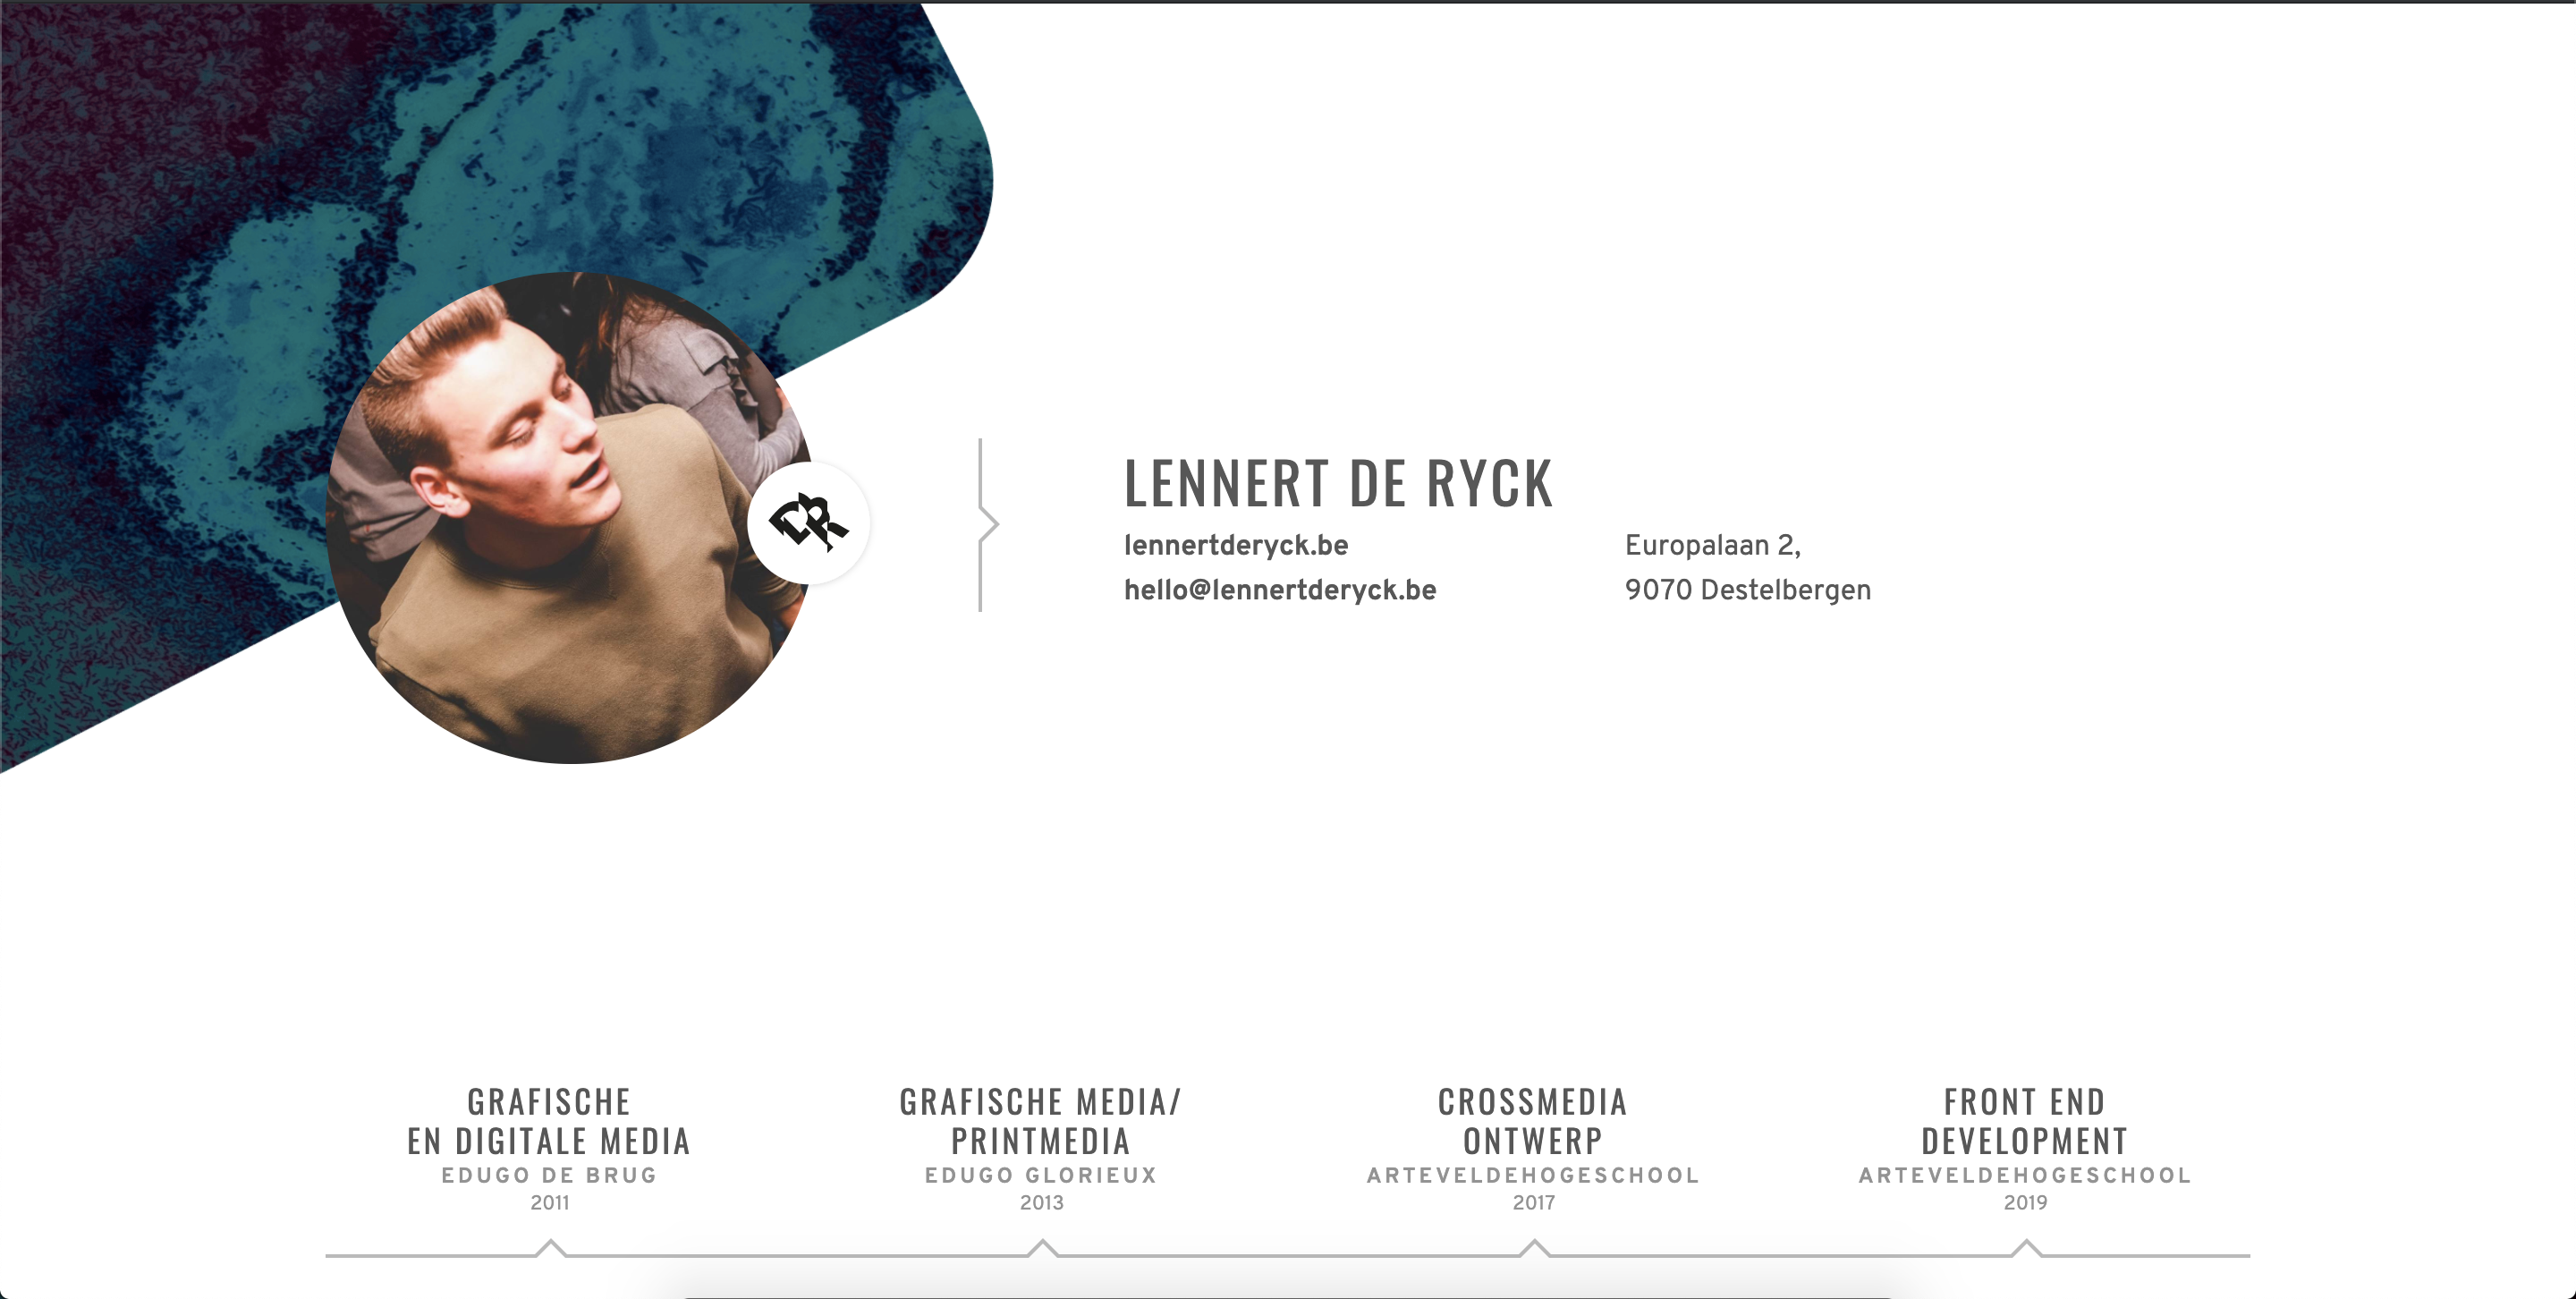 DR
LENNERT DE RYCK
lennertderyck.be
hello@lennertderyck.be
Europalaan 2,
9070 Destelbergen
GRAFISCHE
EN DIGITALE MEDIA
EDUGO DE BRUG
2011
GRAFISCHE MEDIA/
PRINTMEDIA
EDUGO GLORIEUX
2013
CROSSMEDIA
ONTWERP
ARTEVELDEHOGESCHOOL
2017
FRONT END
DEVELOPMENT
ARTEVELDEHOGESCHOOL
2019